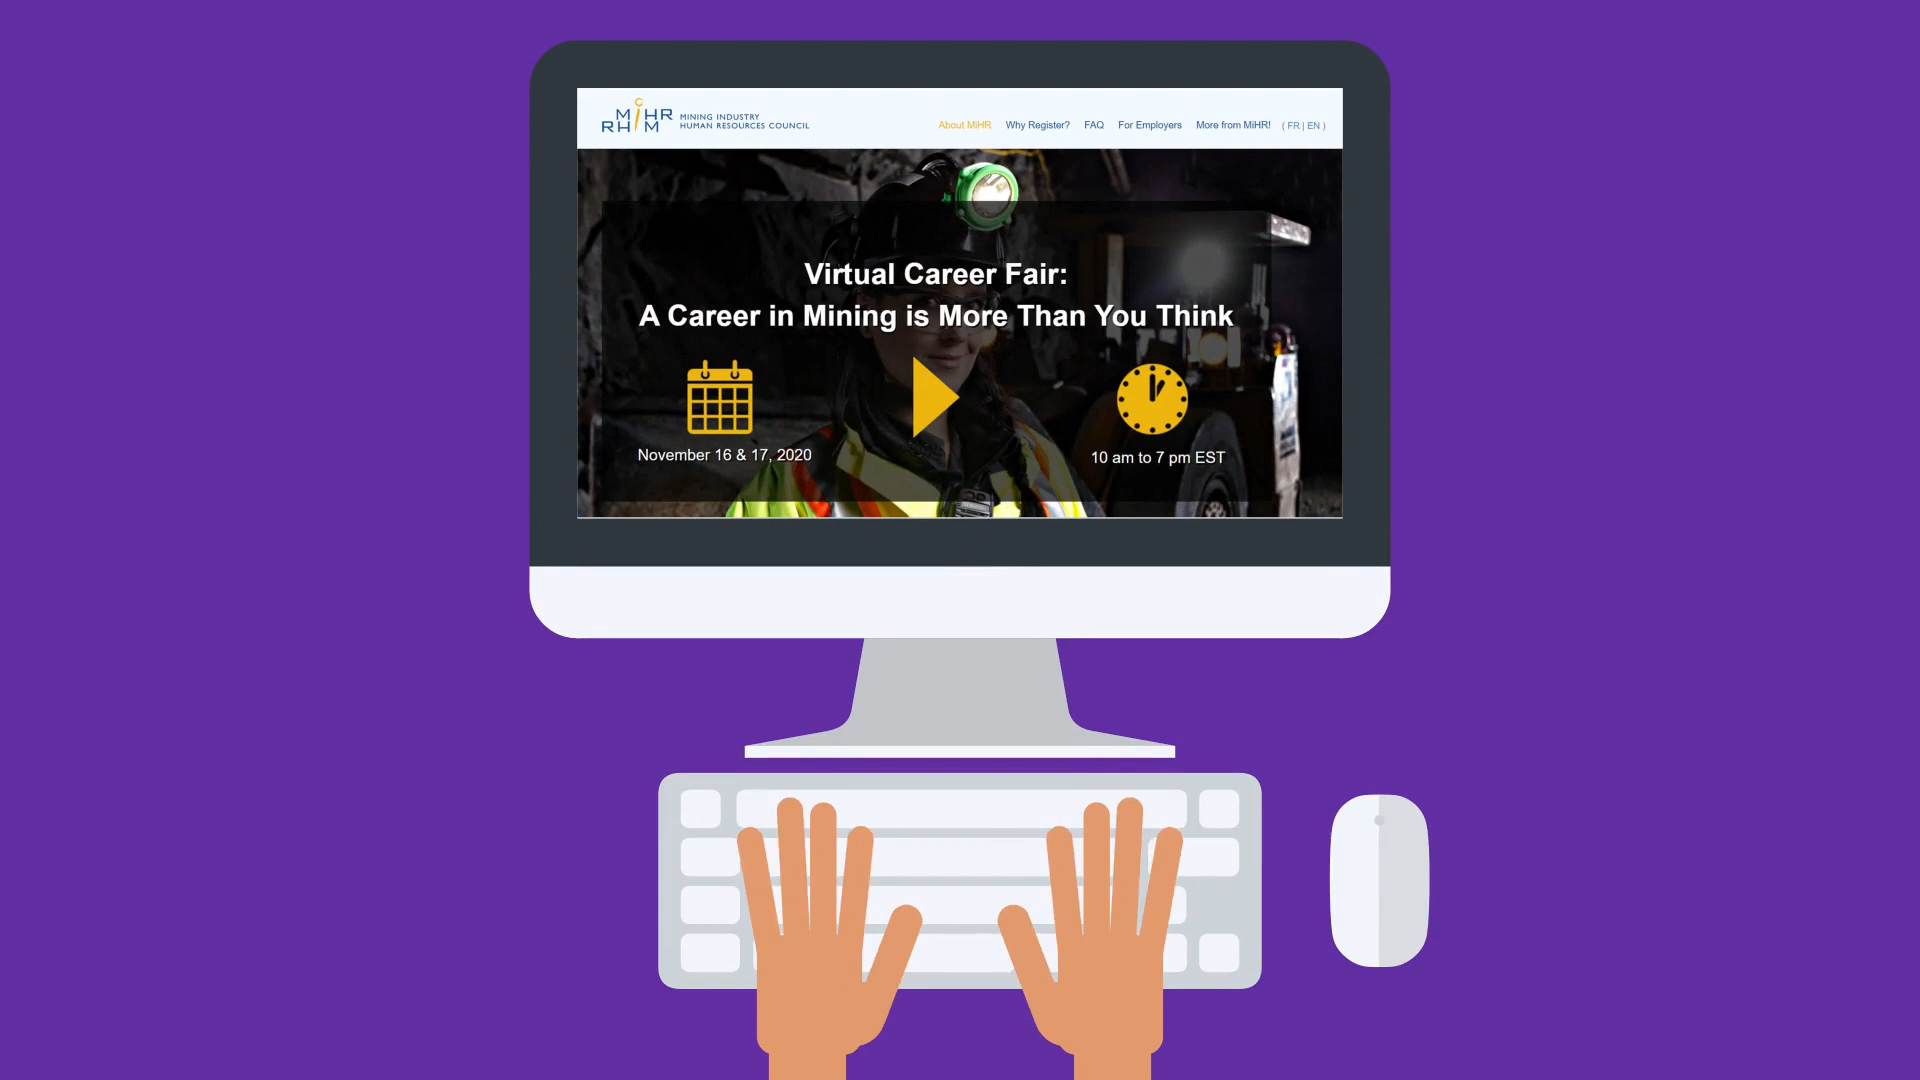 MiHR
RHiM
MINING INDUSTRY
HUMAN RESOURCES COUNCIL
About MiHR Why Register? FAQ For Employers More from MiHR! ( FR | EN )
Virtual Career Fair:
A Career in Mining is More Than You Think
November 16 & 17, 2020
10 am to 7 pm EST